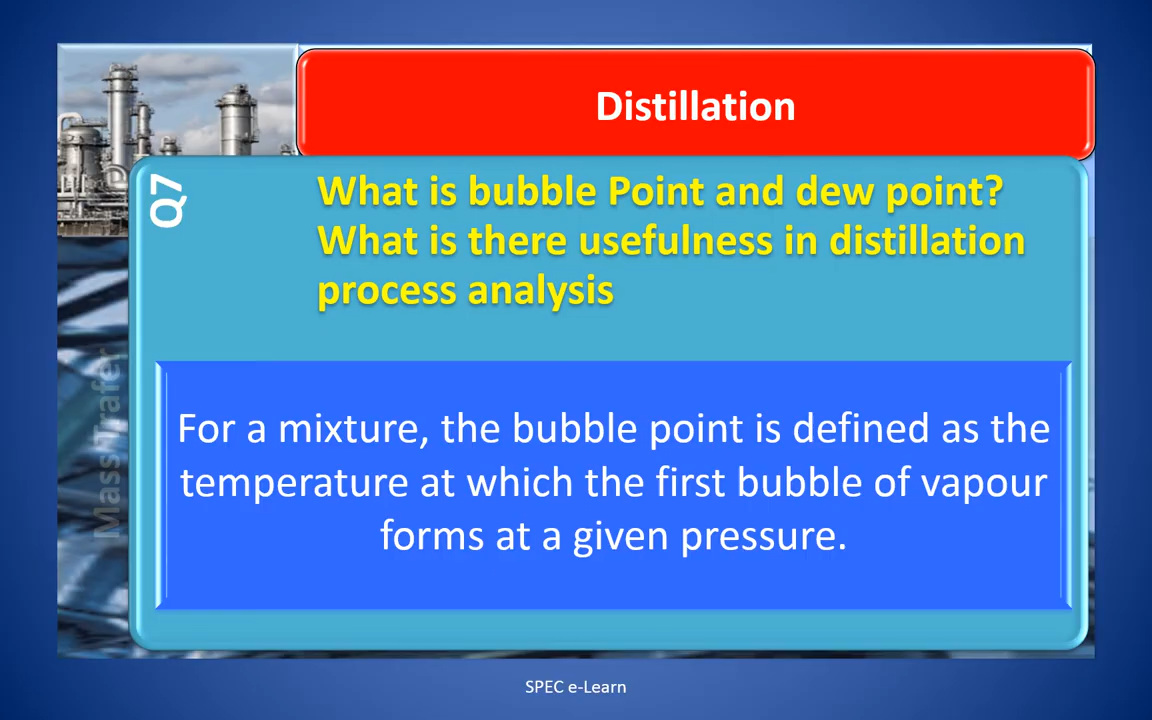 Distillation
Q7
What is bubble Point and dew point?
What is there usefulness in distillation
process analysis
For a mixture, the bubble point is defined as the
temperature at which the first bubble of vapour
forms at a given pressure.
Mass Trafer
SPEC e-Learn